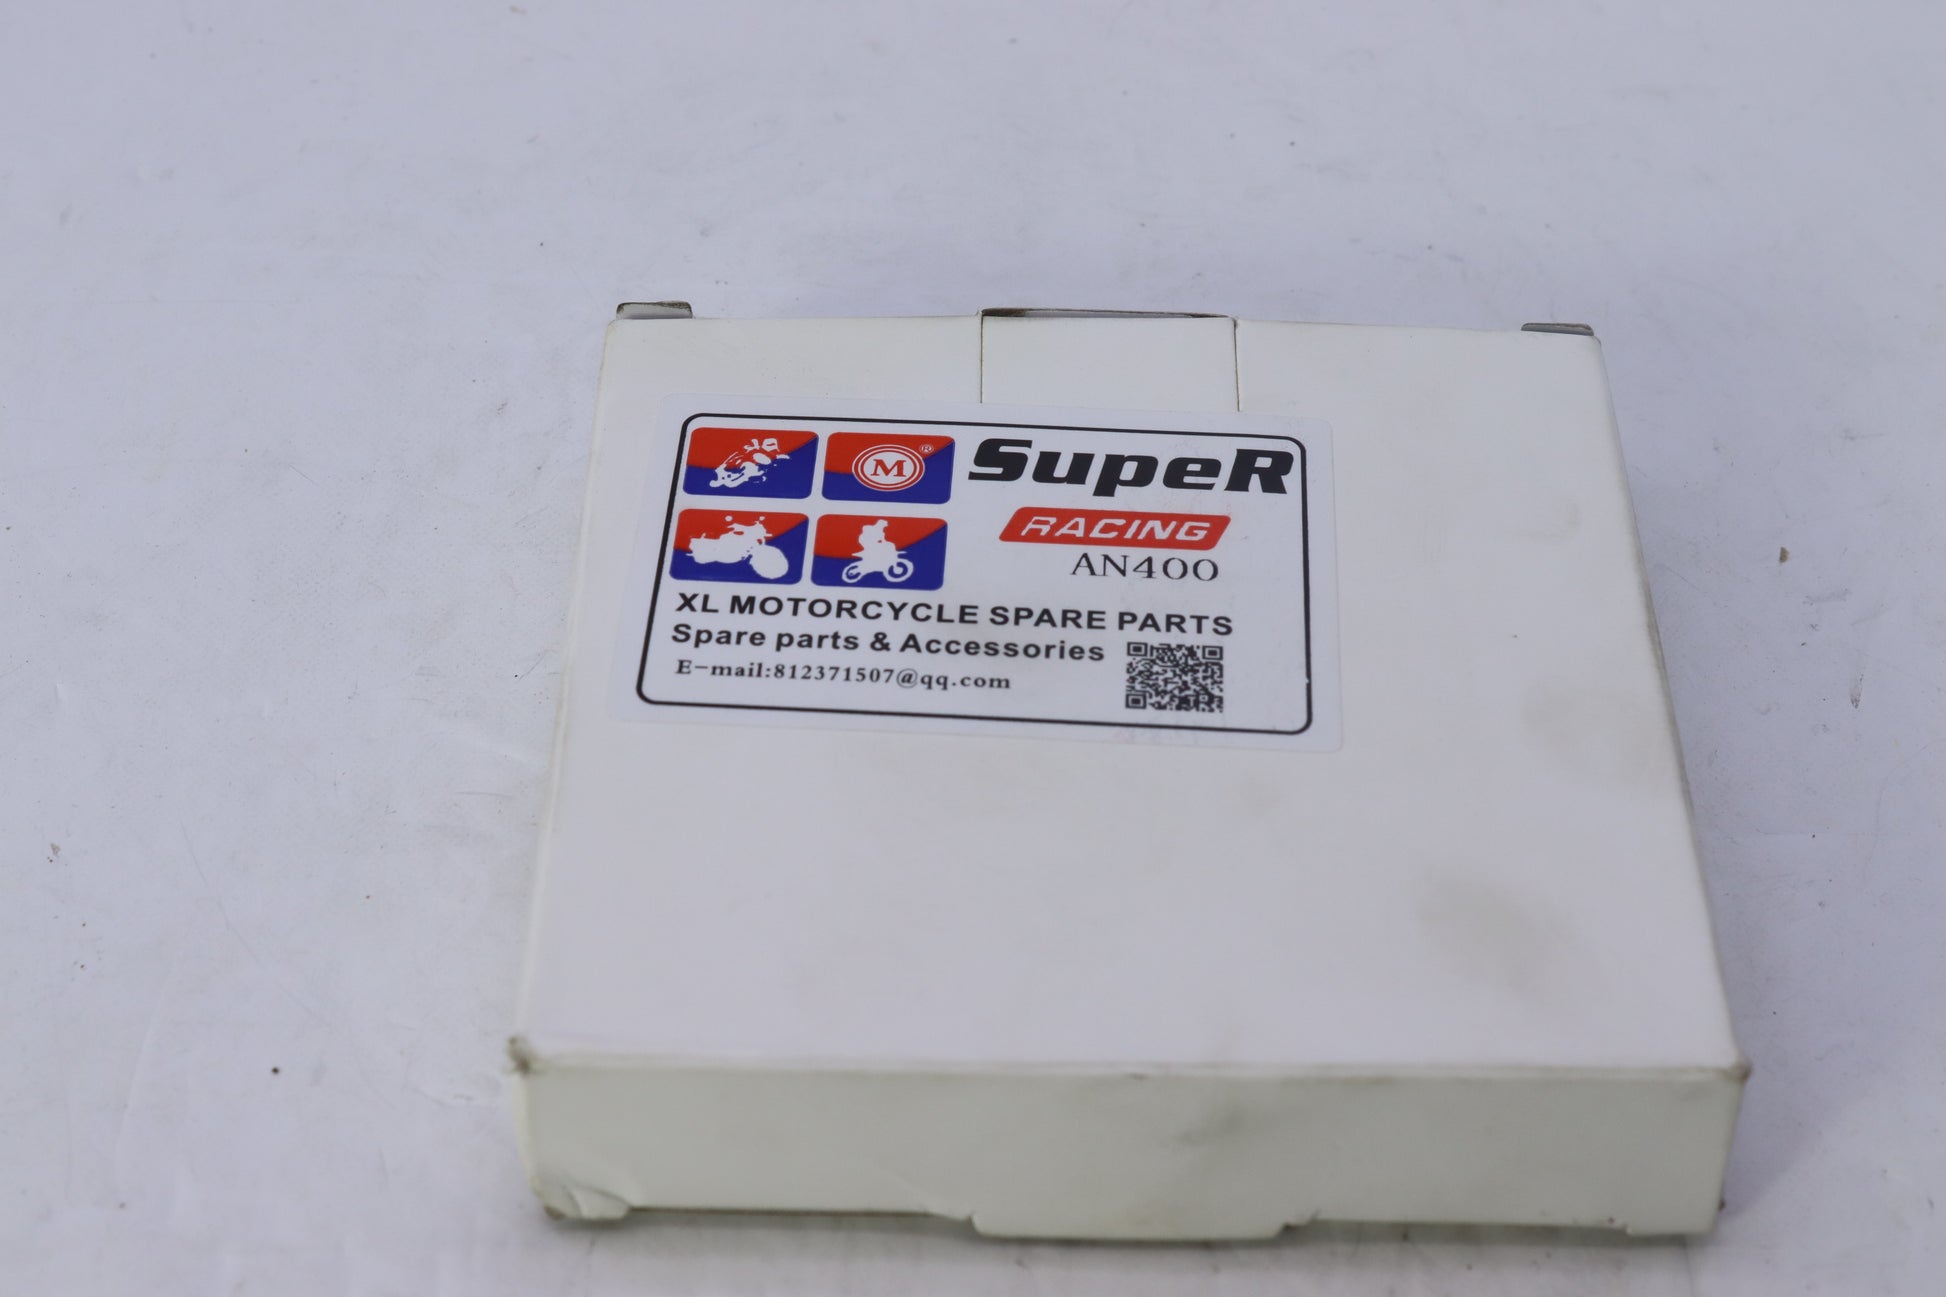 M ®
SupeR
RACING
AN400
XL MOTORCYCLE SPARE PARTS
Spare parts & Accessories
E-mail:812371507@qq.com